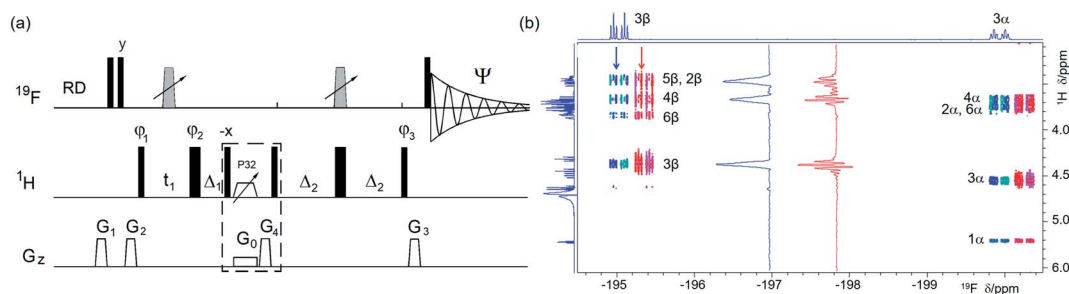 (a)
y
¹⁹F
RD
Ψ
φ₁
φ₂
-x
φ₃
P32
¹H
t₁
Δ₁
Δ₂
Δ₂
G₁
G₂
G₀
G₄
G₃
Gz
(b)
3β
3α
5β, 2β
4β
6β
3β
4α
2α, 6α
3α
1α
¹H δ/ppm
4.0
4.5
5.0
5.5
6.0
-195
-196
-197
-198
-199
¹⁹F δ/ppm